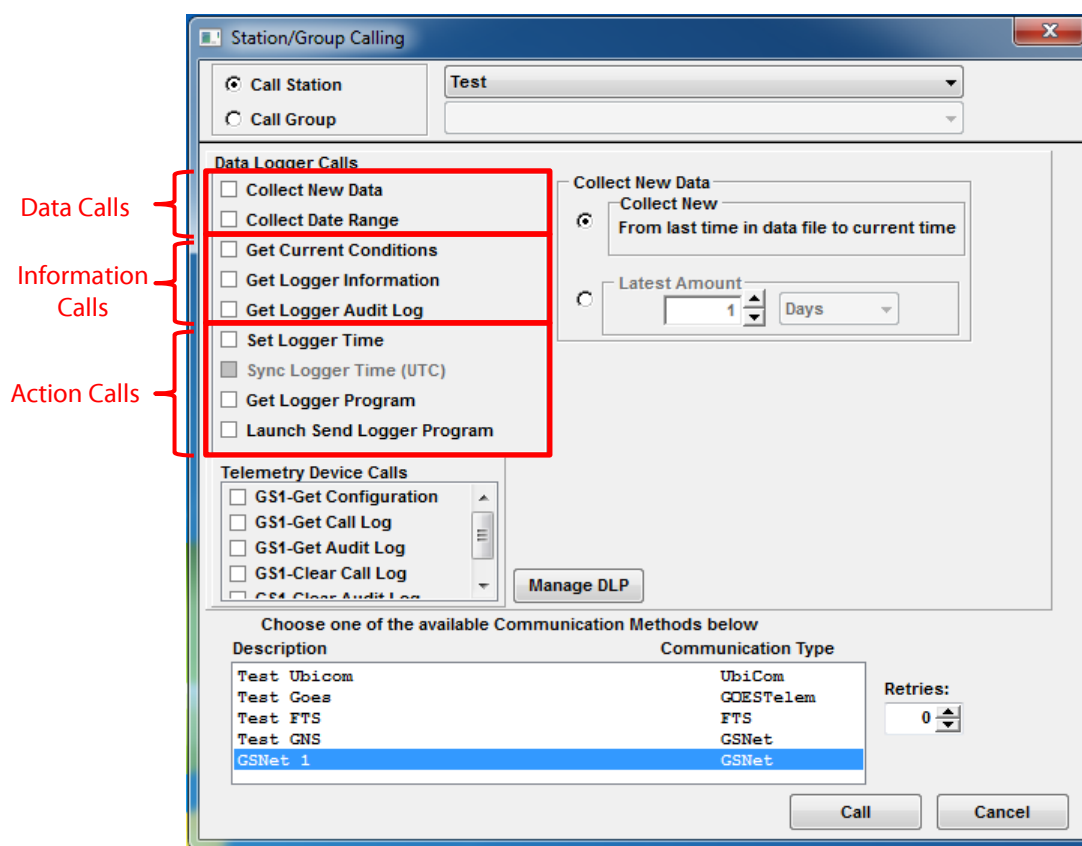 Station/Group Calling
Call Station
Test
Call Group
Data Logger Calls
Data Calls
Collect New Data
Collect Date Range
Information
Calls
Get Current Conditions
Get Logger Information
Get Logger Audit Log
Action Calls
Set Logger Time
Sync Logger Time (UTC)
Get Logger Program
Launch Send Logger Program
Collect New Data
Collect New
From last time in data file to current time
Latest Amount
1 Days
Telemetry Device Calls
GS1-Get Configuration
GS1-Get Call Log
GS1-Get Audit Log
GS1-Clear Call Log
GS1-Clear Audit Log
Manage DLP
Choose one of the available Communication Methods below
Description Communication Type
Test Ubicom UbiCom
Test Goes GOESTelem
Test FTS FTS
Test GNS GSNet
GSNet 1 GSNet
Retries:
0
Call Cancel